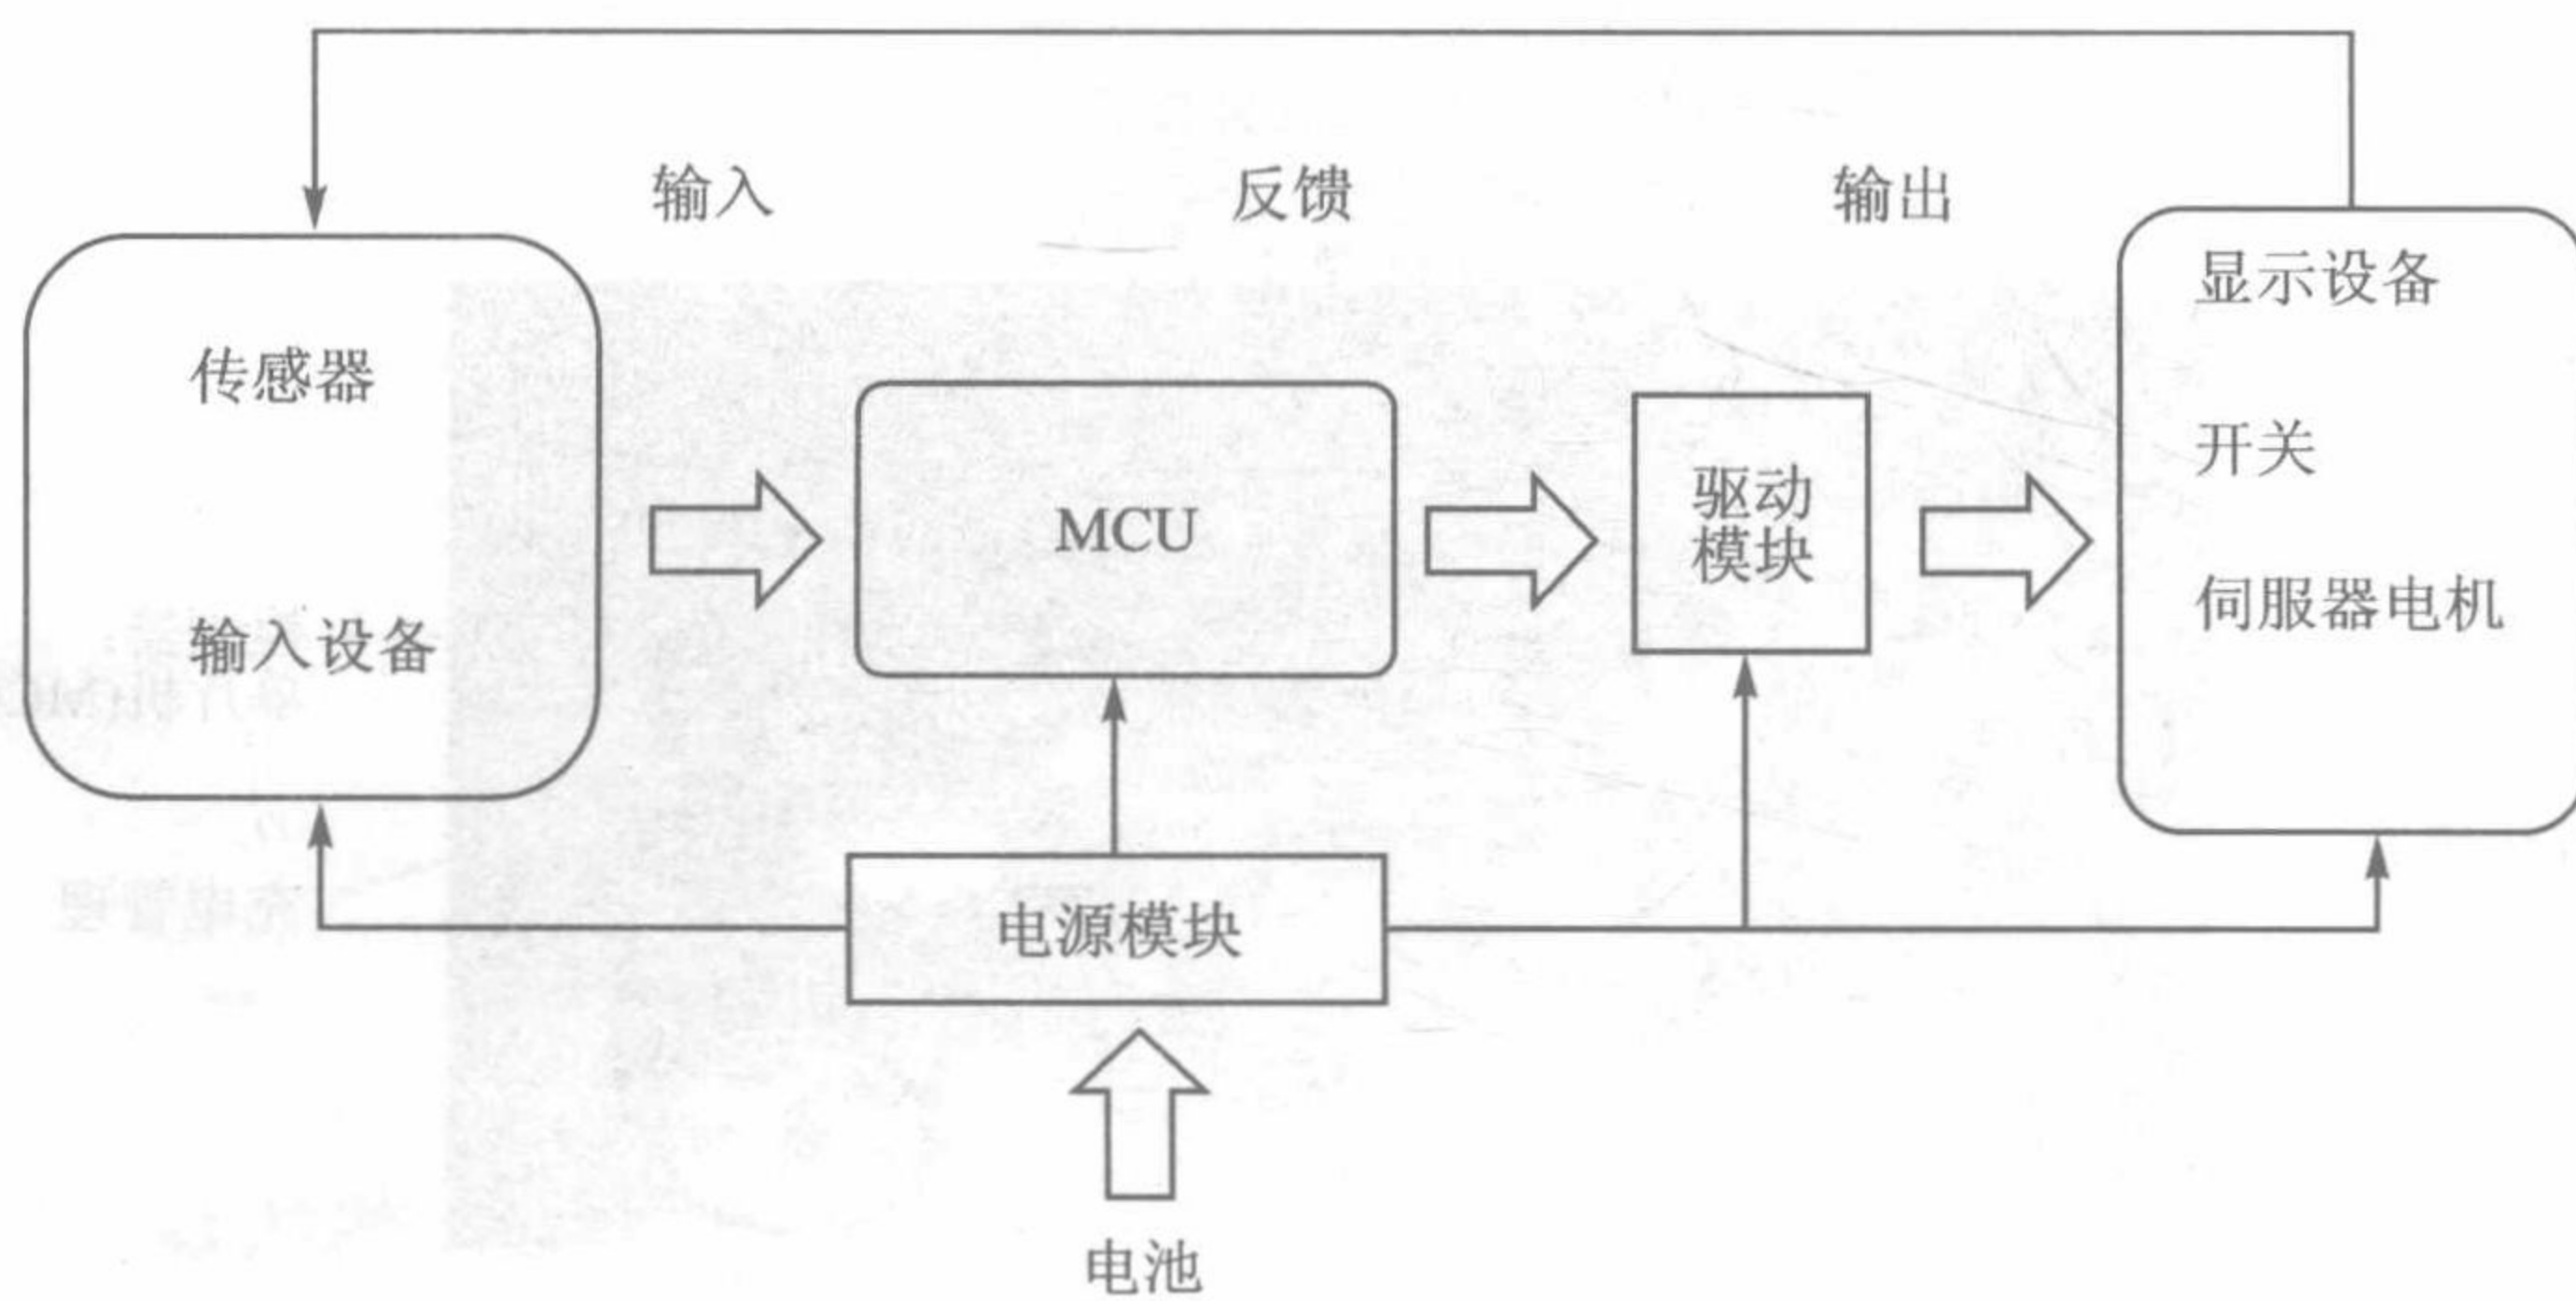 输入 反馈 输出
传感器
输入设备
MCU
驱动
模块
显示设备
开关
伺服器电机
电源模块
电池